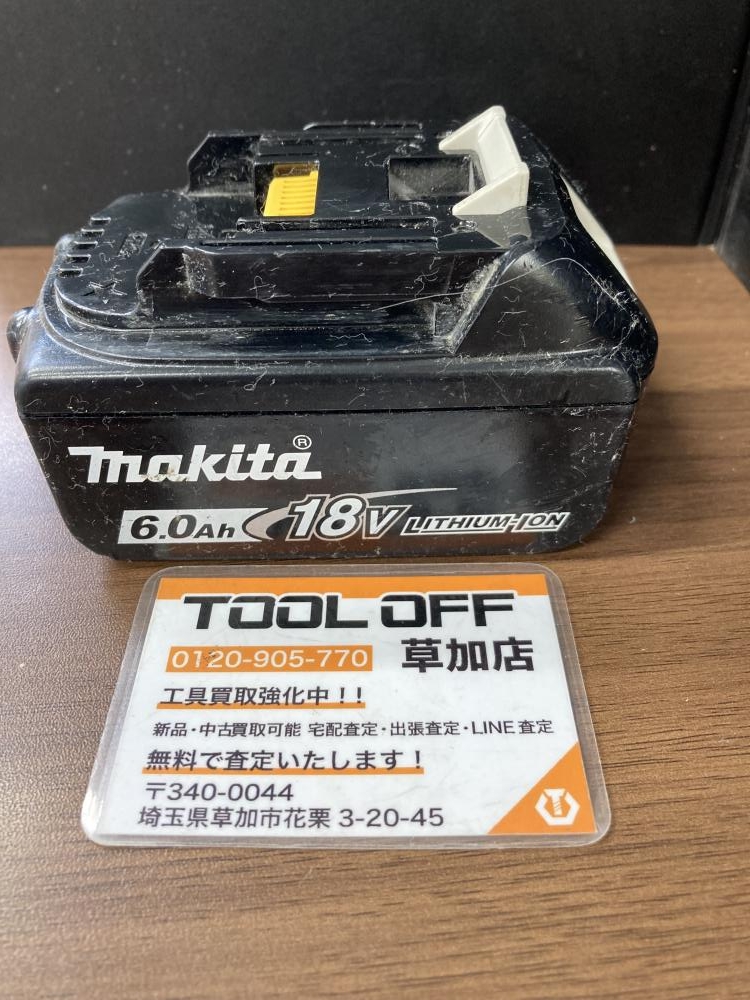 makita®
6.0Ah 18V LITHIUM-ION
TOOL OFF
0120-905-770 草加店
工具買取強化中！！
新品・中古買取可能 宅配査定・出張査定・LINE査定
無料で査定いたします！
〒340-0044
埼玉県草加市花栗 3-20-45